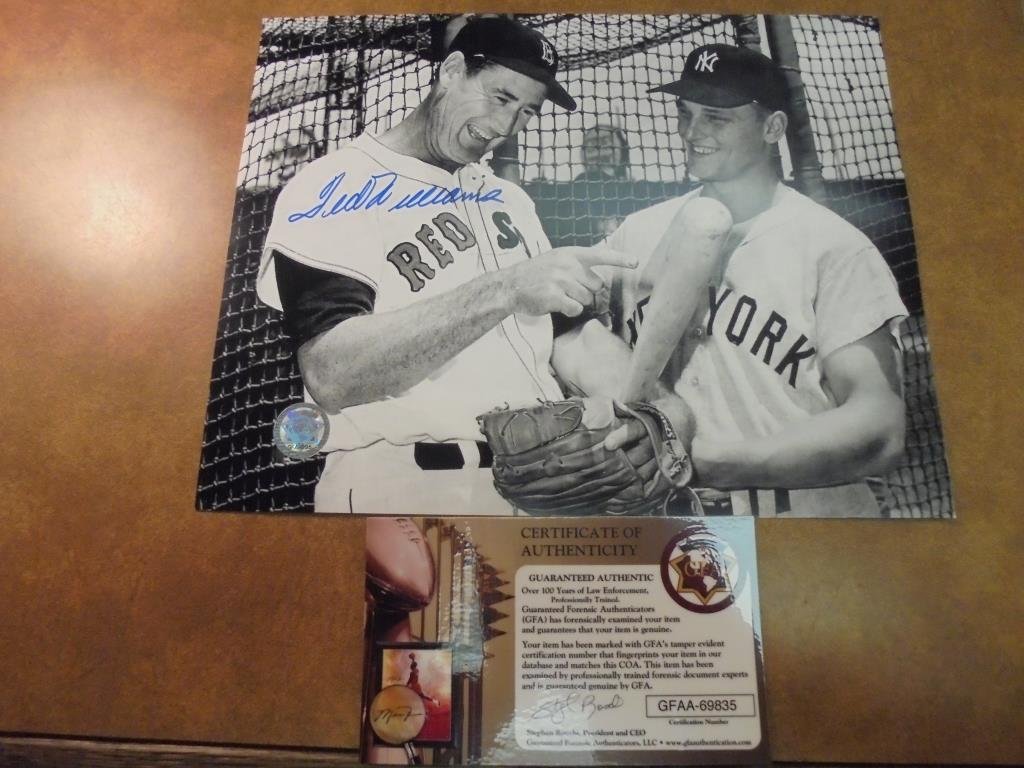 B
NY
Ted Williams
RED S
YORK
CERTIFICATE OF
AUTHENTICITY
GUARANTEED AUTHENTIC
Over 100 Years of Law Enforcement,
Professionally Trained.
Guaranteed Forensic Authenticators
(GFA) has forensically examined your item
and guarantees that your item is genuine.
Your item has been marked with GFA's tamper evident
certification number that fingerprints your item in our
database and matches this COA. This item has been
examined by professionally trained forensic document experts
and is guaranteed genuine by GFA.
GFAA-69835
Certification Number
Stephen Rocchi, President and CEO
Guaranteed Forensic Authenticators, LLC • www.gfaauthentication.com